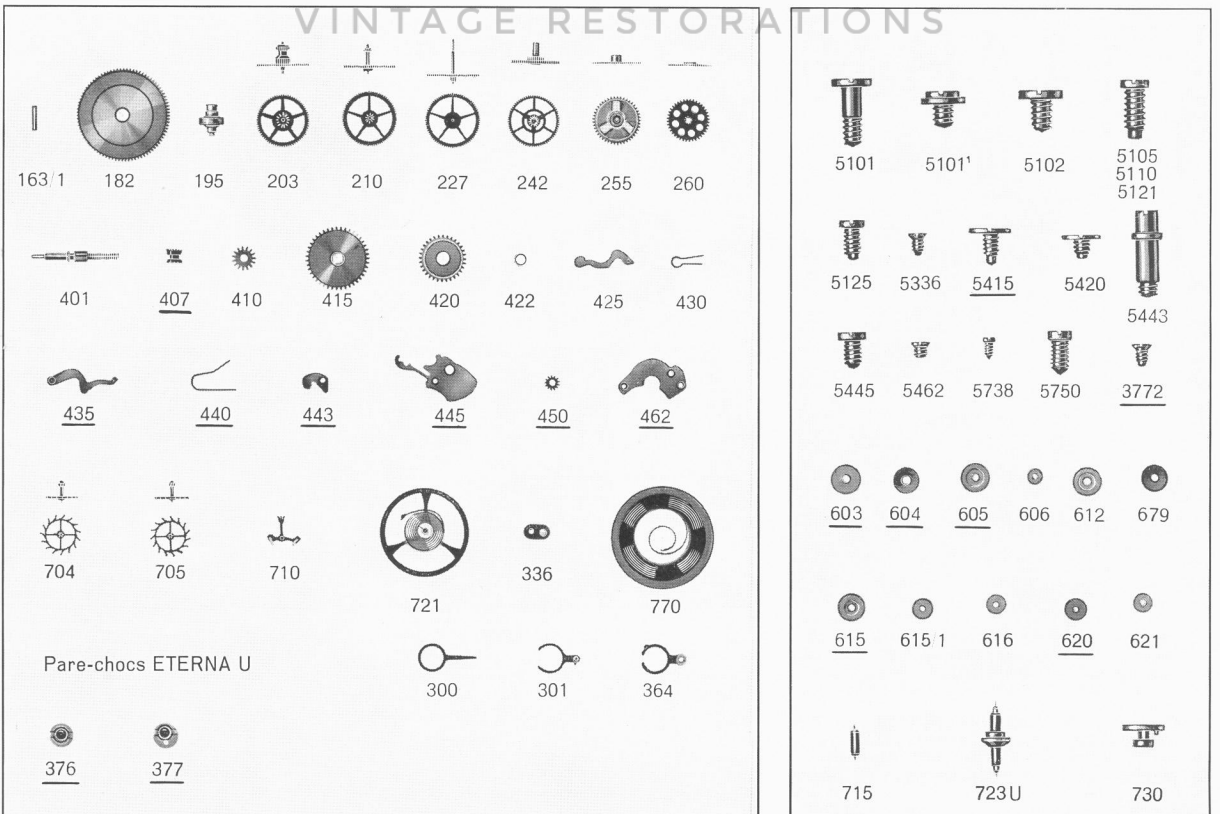 VINTAGE RESTORATIONS
163/1 182 195 203 210 227 242 255 260
401 407 410 415 420 422 425 430
435 440 443 445 450 462
704 705 710 721 336 770
Pare-chocs ETERNA U
300 301 364
376 377
5101 5101¹ 5102 5105
5110
5121
5125 5336 5415 5420 5443
5445 5462 5738 5750 3772
603 604 605 606 612 679
615 615/1 616 620 621
715 723U 730